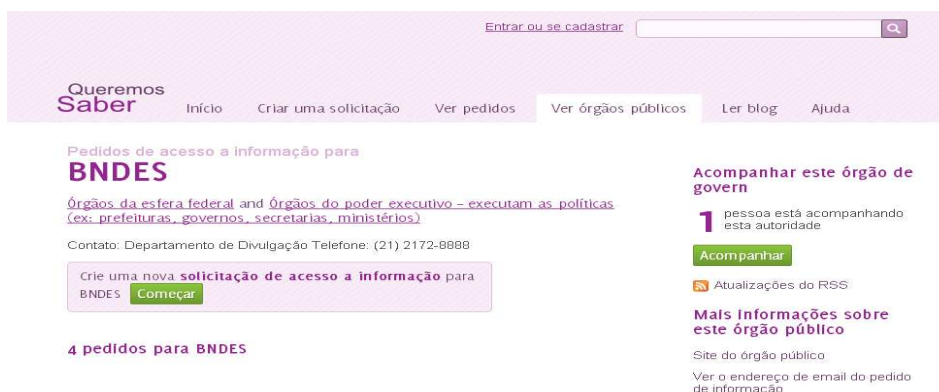 Entrar ou se cadastrar
Queremos
Saber
Início Criar uma solicitação Ver pedidos Ver órgãos públicos Ler blog Ajuda
Pedidos de acesso a informação para
BNDES
Órgãos da esfera federal and Órgãos do poder executivo – executam as políticas
(ex: prefeituras, governos, secretarias, ministérios)
Contato: Departamento de Divulgação Telefone: (21) 2172-8888
Crie uma nova solicitação de acesso a informação para
BNDES Começar
4 pedidos para BNDES
Acompanhar este órgão de
govern
1 pessoa está acompanhando
esta autoridade
Acompanhar
Atualizações do RSS
Mais informações sobre
este órgão público
Site do órgão público
Ver o endereço de email do pedido
de informação